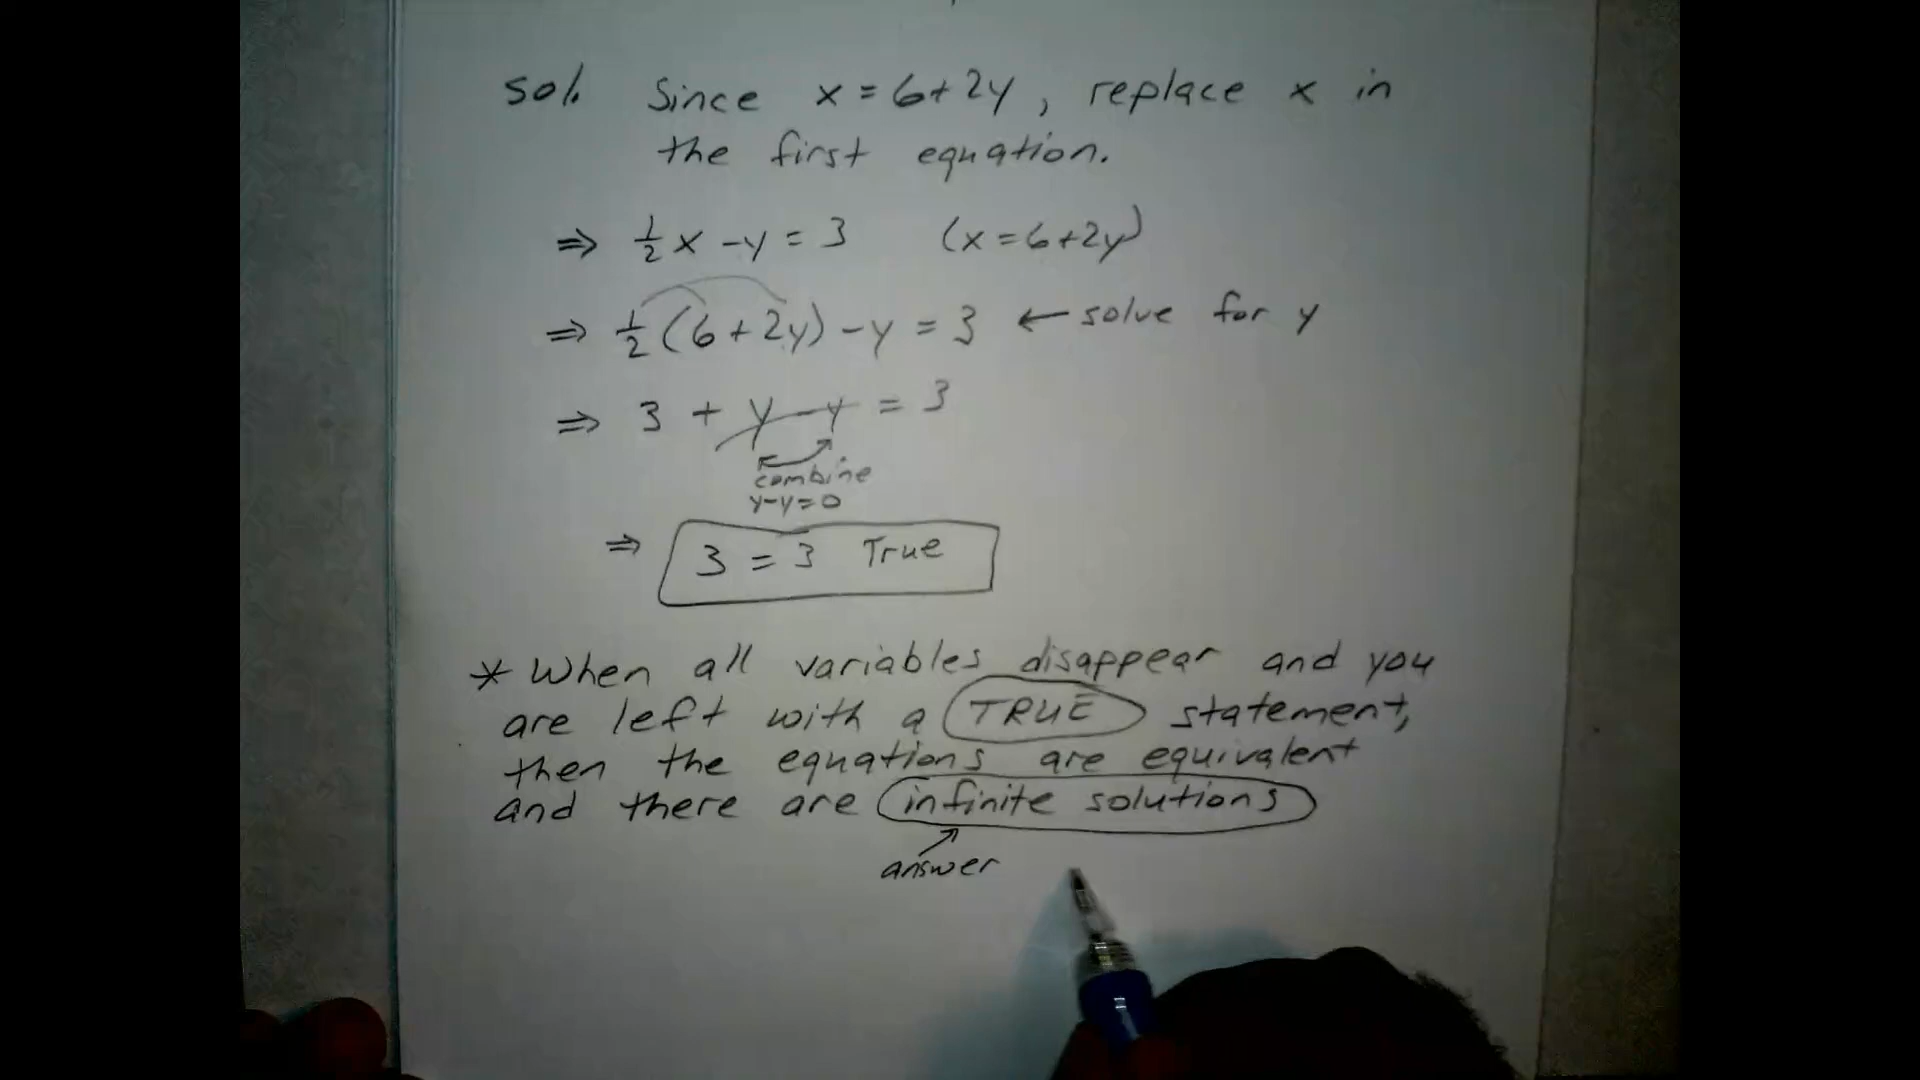 sol. Since x = 6+2y, replace x in
the first equation.
⇒ 1/2 x - y = 3 (x = 6+2y)
⇒ 1/2 (6+2y) - y = 3 ← solve for y
⇒ 3 + y - y = 3
combine
y-y=0
⇒ 3 = 3 True
* When all variables disappear and you
are left with a TRUE statement,
then the equations are equivalent
and there are infinite solutions
answer